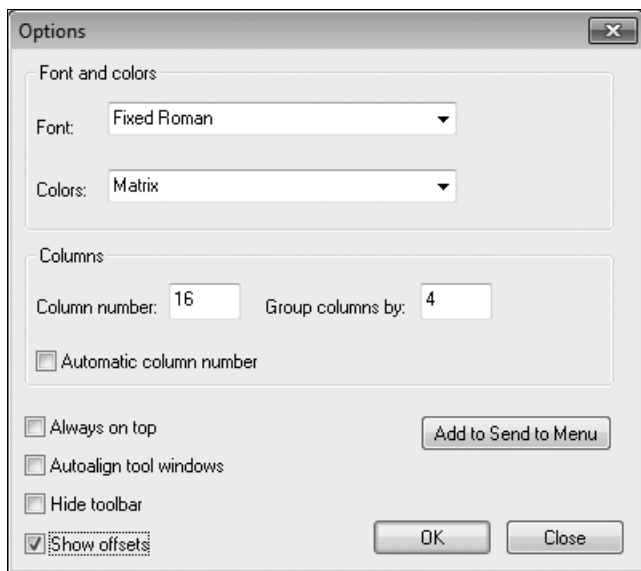 Options
Font and colors
Font: Fixed Roman
Colors: Matrix
Columns
Column number: 16 Group columns by: 4
Automatic column number
Always on top
Add to Send to Menu
Autoalign tool windows
Hide toolbar
Show offsets
OK Close